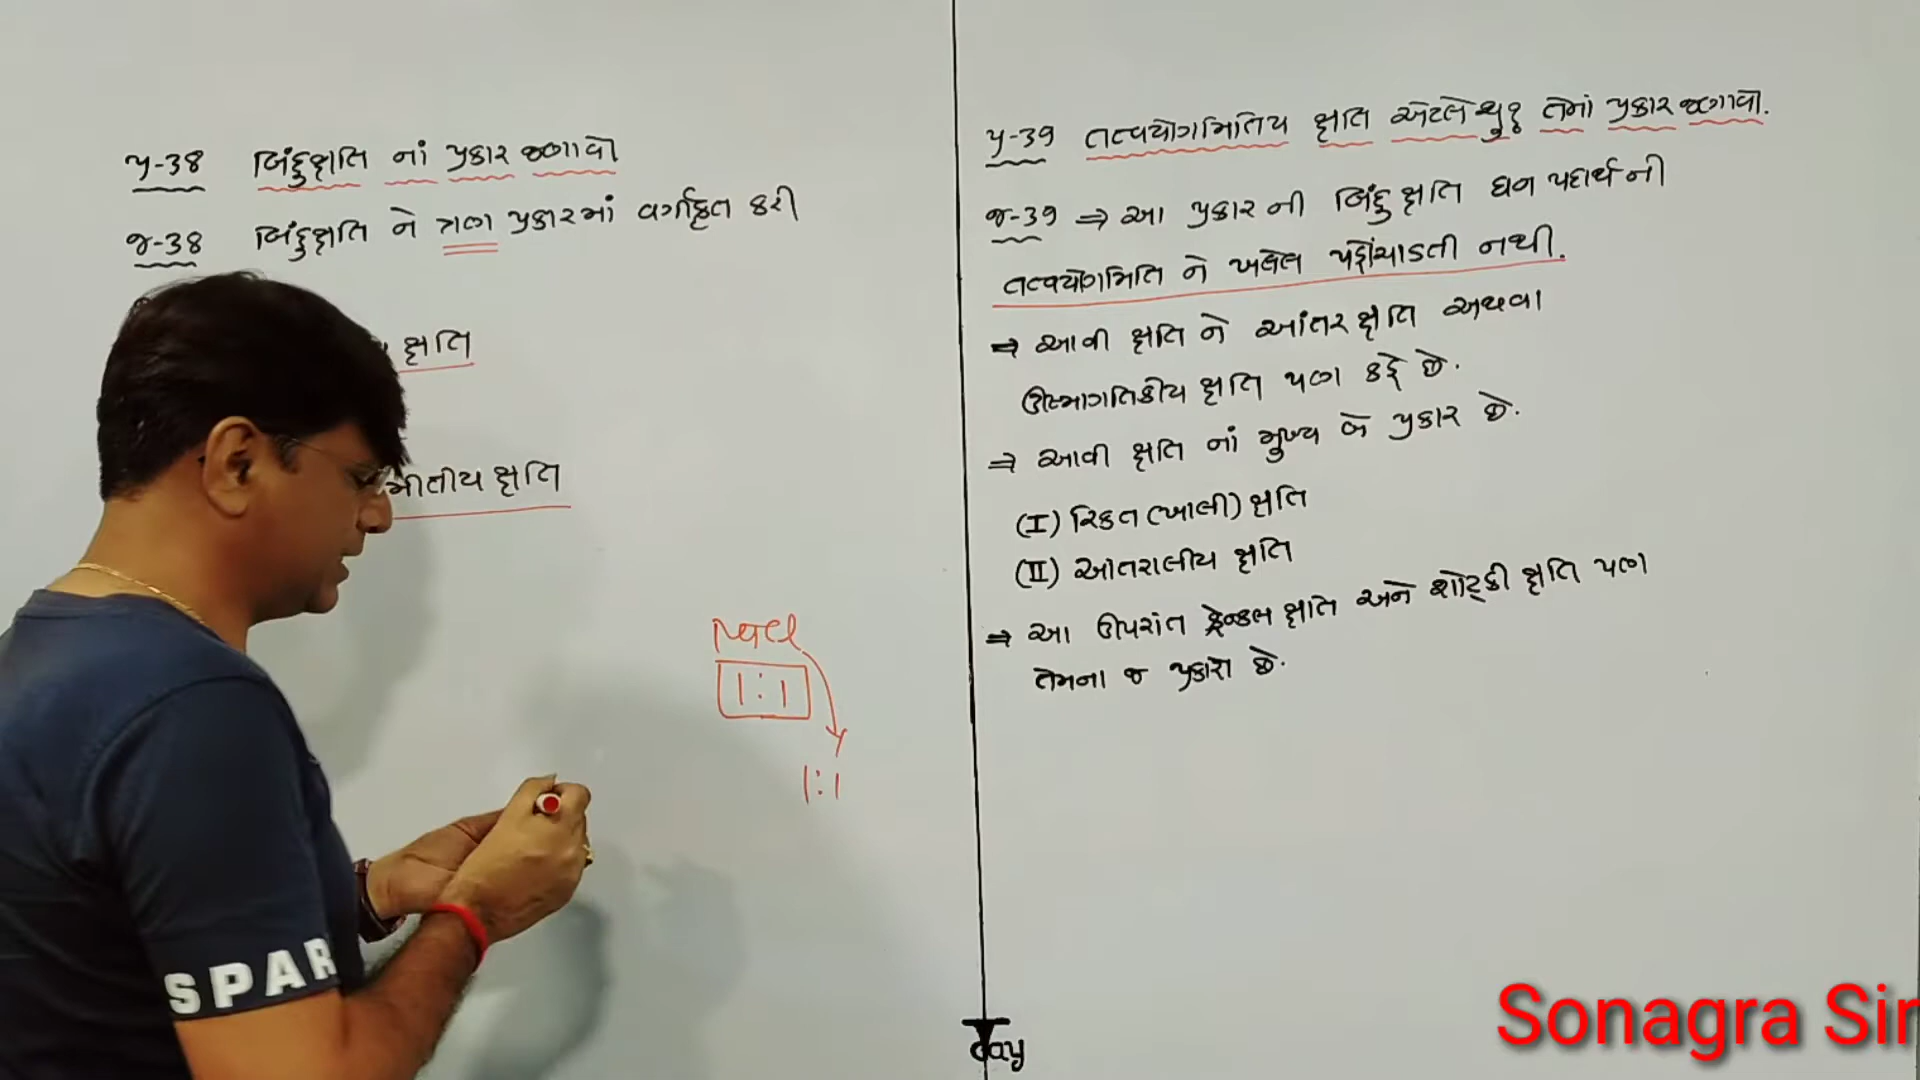 પ્ર-38 બિંદુક્ષતિ નાં પ્રકાર જણાવો
જ-38 બિંદુક્ષતિ ને ત્રણ પ્રકારમાં વર્ગીકૃત કરી
ક્ષતિ
મીતીય ક્ષતિ
NaCl
1:1
1:1
પ્ર-39 તત્વયોગમિતિય ક્ષતિ એટલે શું? તેનાં પ્રકાર જણાવો.
જ-39 ⇒ આ પ્રકાર ની બિંદુ ક્ષતિ ઘન પદાર્થ ની
તત્વયોગમિતિ ને ખલેલ પહોંચાડતી નથી.
⇒ આવી ક્ષતિ ને આંતર ક્ષતિ અથવા
ઊષ્માગતિકીય ક્ષતિ પણ કહે છે.
⇒ આવી ક્ષતિ નાં મુખ્ય બે પ્રકાર છે.
(I) રિક્ત (ખાલી) ક્ષતિ
(II) આંતરાલીય ક્ષતિ
⇒ આ ઉપરાંત ફ્રેન્કલ ક્ષતિ અને શોટ્કી ક્ષતિ પણ
તેમના જ પ્રકારો છે.
SPAR
day
Sonagra Sir